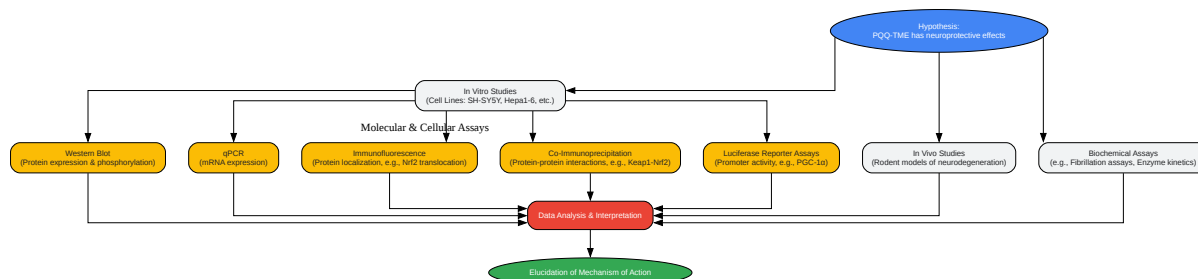 Hypothesis:
PQQ-TME has neuroprotective effects
In Vitro Studies
(Cell Lines: SH-SY5Y, Hepa1-6, etc.)
Molecular & Cellular Assays
Western Blot
(Protein expression & phosphorylation)
qPCR
(mRNA expression)
Immunofluorescence
(Protein localization, e.g., Nrf2 translocation)
Co-Immunoprecipitation
(Protein-protein interactions, e.g., Keap1-Nrf2)
Luciferase Reporter Assays
(Promoter activity, e.g., PGC-1α)
In Vivo Studies
(Rodent models of neurodegeneration)
Biochemical Assays
(e.g., Fibrillation assays, Enzyme kinetics)
Data Analysis & Interpretation
Elucidation of Mechanism of Action